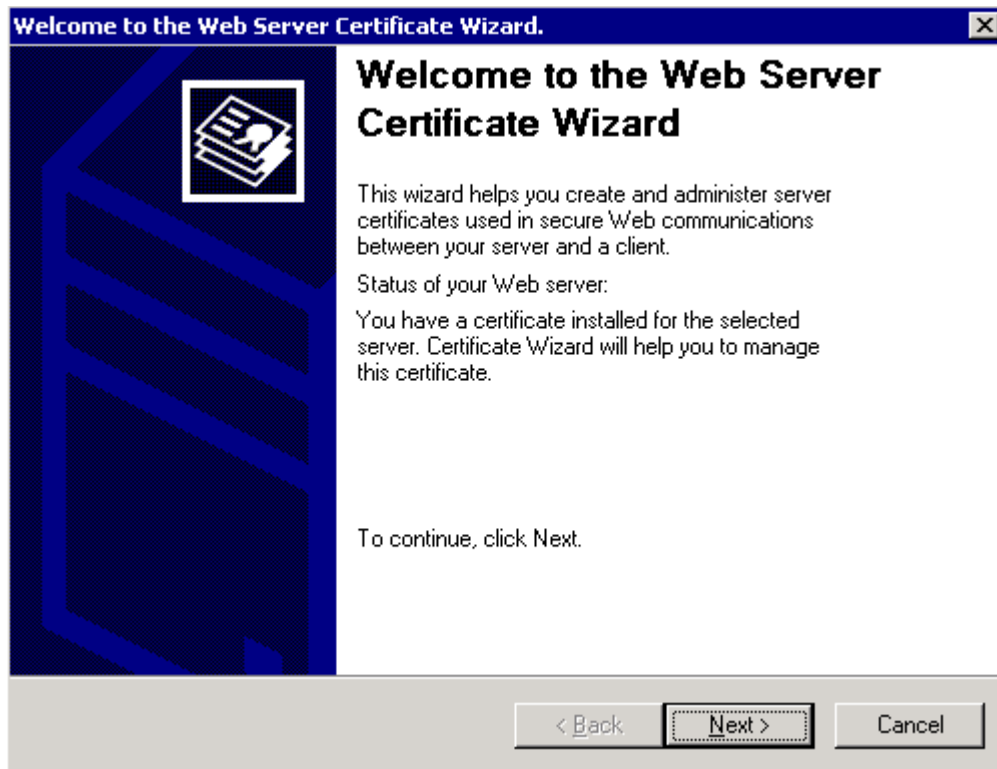 Welcome to the Web Server Certificate Wizard.
Welcome to the Web Server
Certificate Wizard
This wizard helps you create and administer server
certificates used in secure Web communications
between your server and a client.
Status of your Web server:
You have a certificate installed for the selected
server. Certificate Wizard will help you to manage
this certificate.
To continue, click Next.
< Back
Next >
Cancel